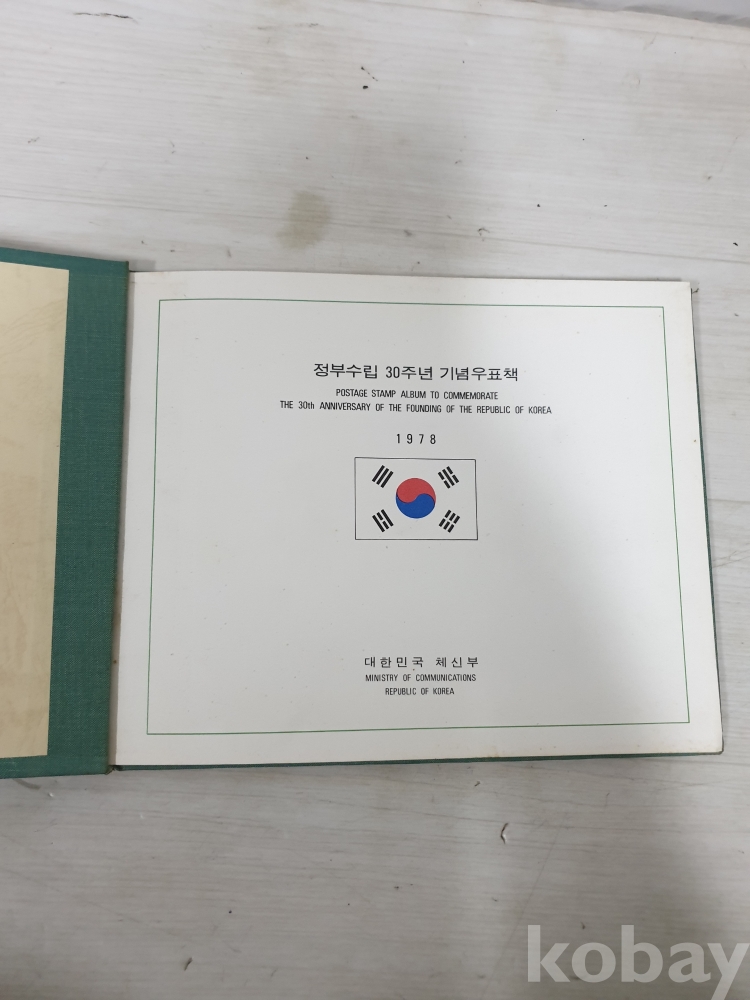 정부수립 30주년 기념우표책
POSTAGE STAMP ALBUM TO COMMEMORATE
THE 30th ANNIVERSARY OF THE FOUNDING OF THE REPUBLIC OF KOREA
1978
대한민국 체신부
MINISTRY OF COMMUNICATIONS
REPUBLIC OF KOREA
kobay